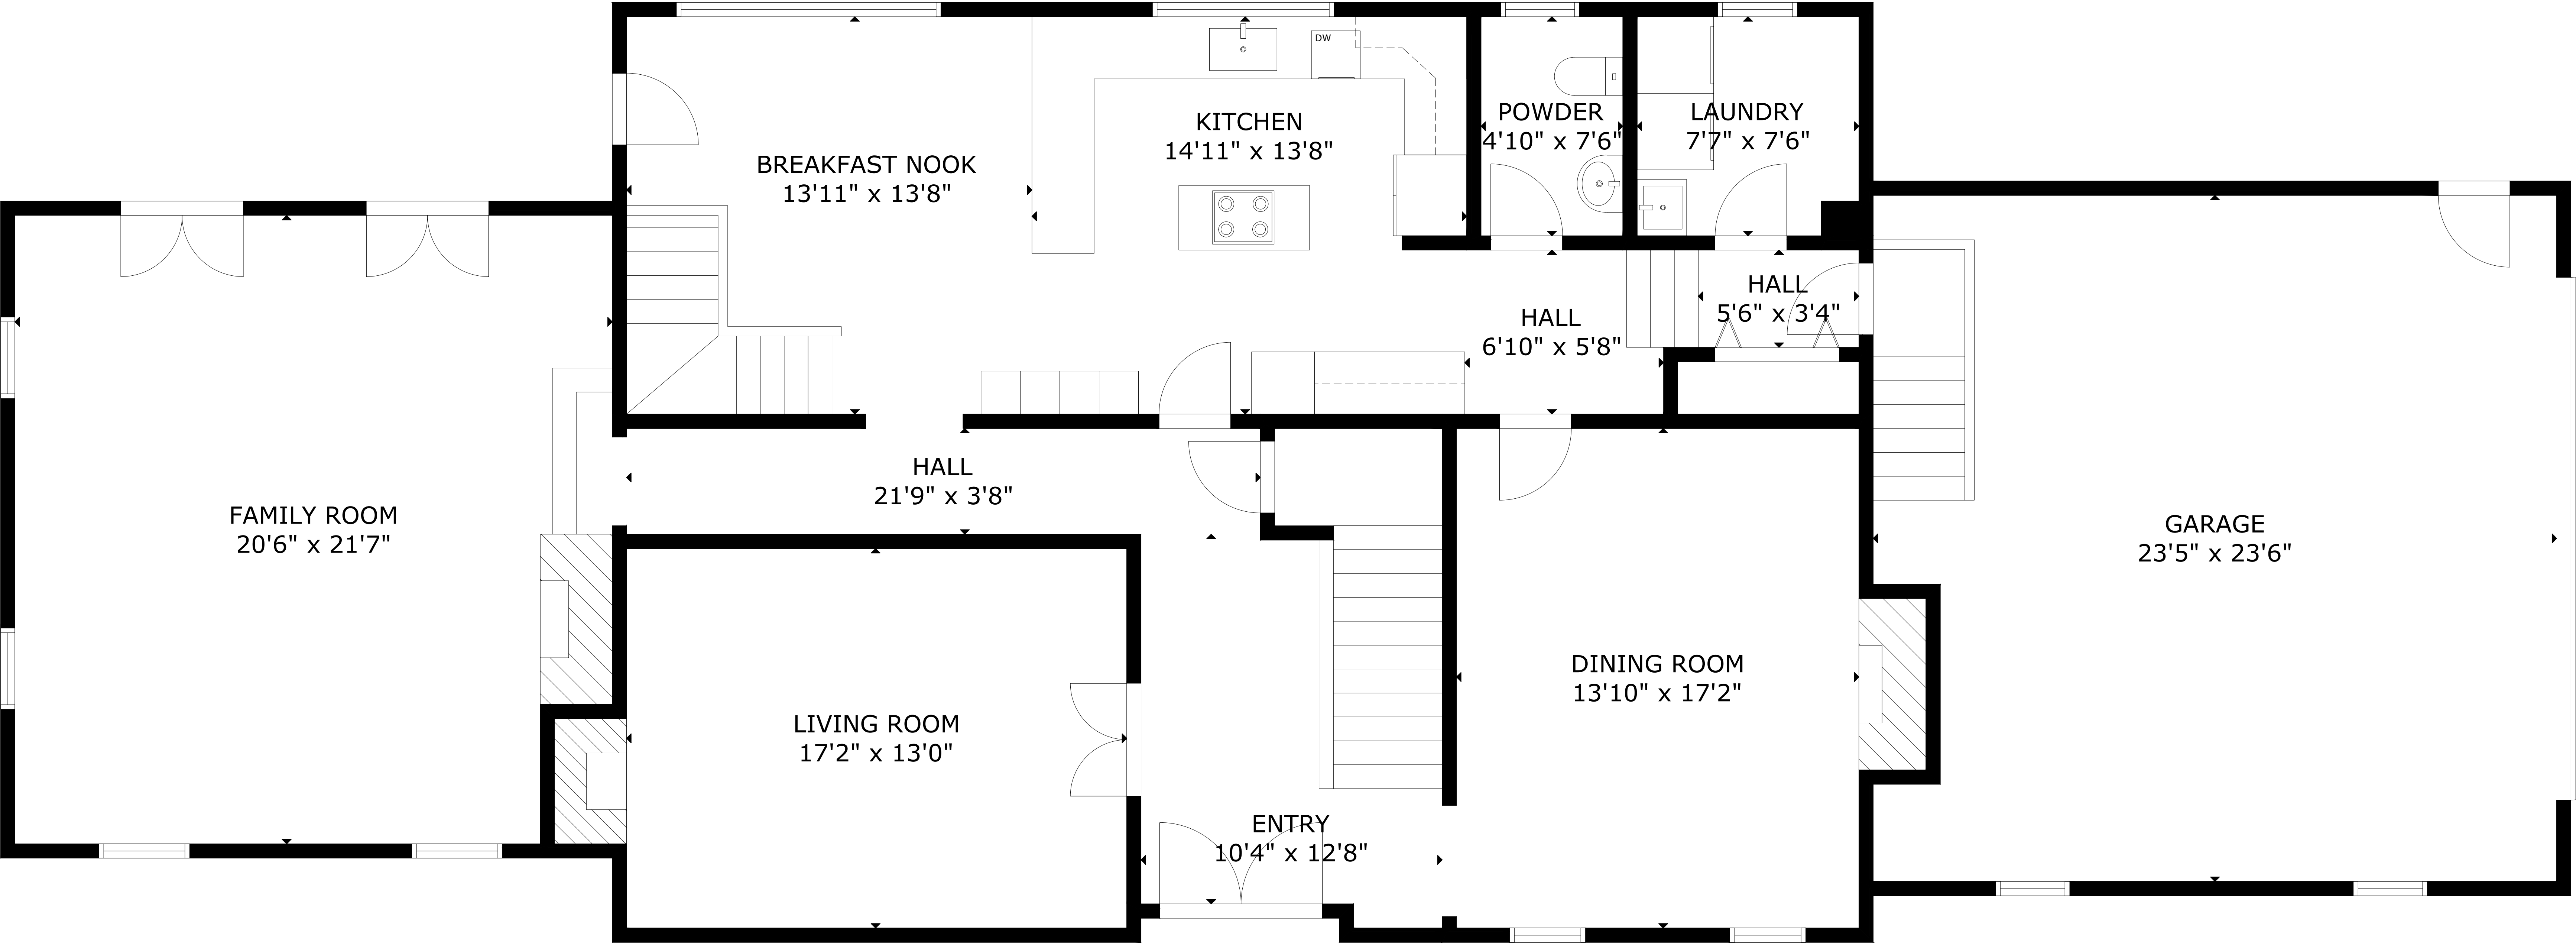 DW
KITCHEN
14'11" x 13'8"
POWDER
4'10" x 7'6"
LAUNDRY
7'7" x 7'6"
BREAKFAST NOOK
13'11" x 13'8"
HALL
5'6" x 3'4"
HALL
6'10" x 5'8"
HALL
21'9" x 3'8"
FAMILY ROOM
20'6" x 21'7"
GARAGE
23'5" x 23'6"
DINING ROOM
13'10" x 17'2"
LIVING ROOM
17'2" x 13'0"
ENTRY
10'4" x 12'8"